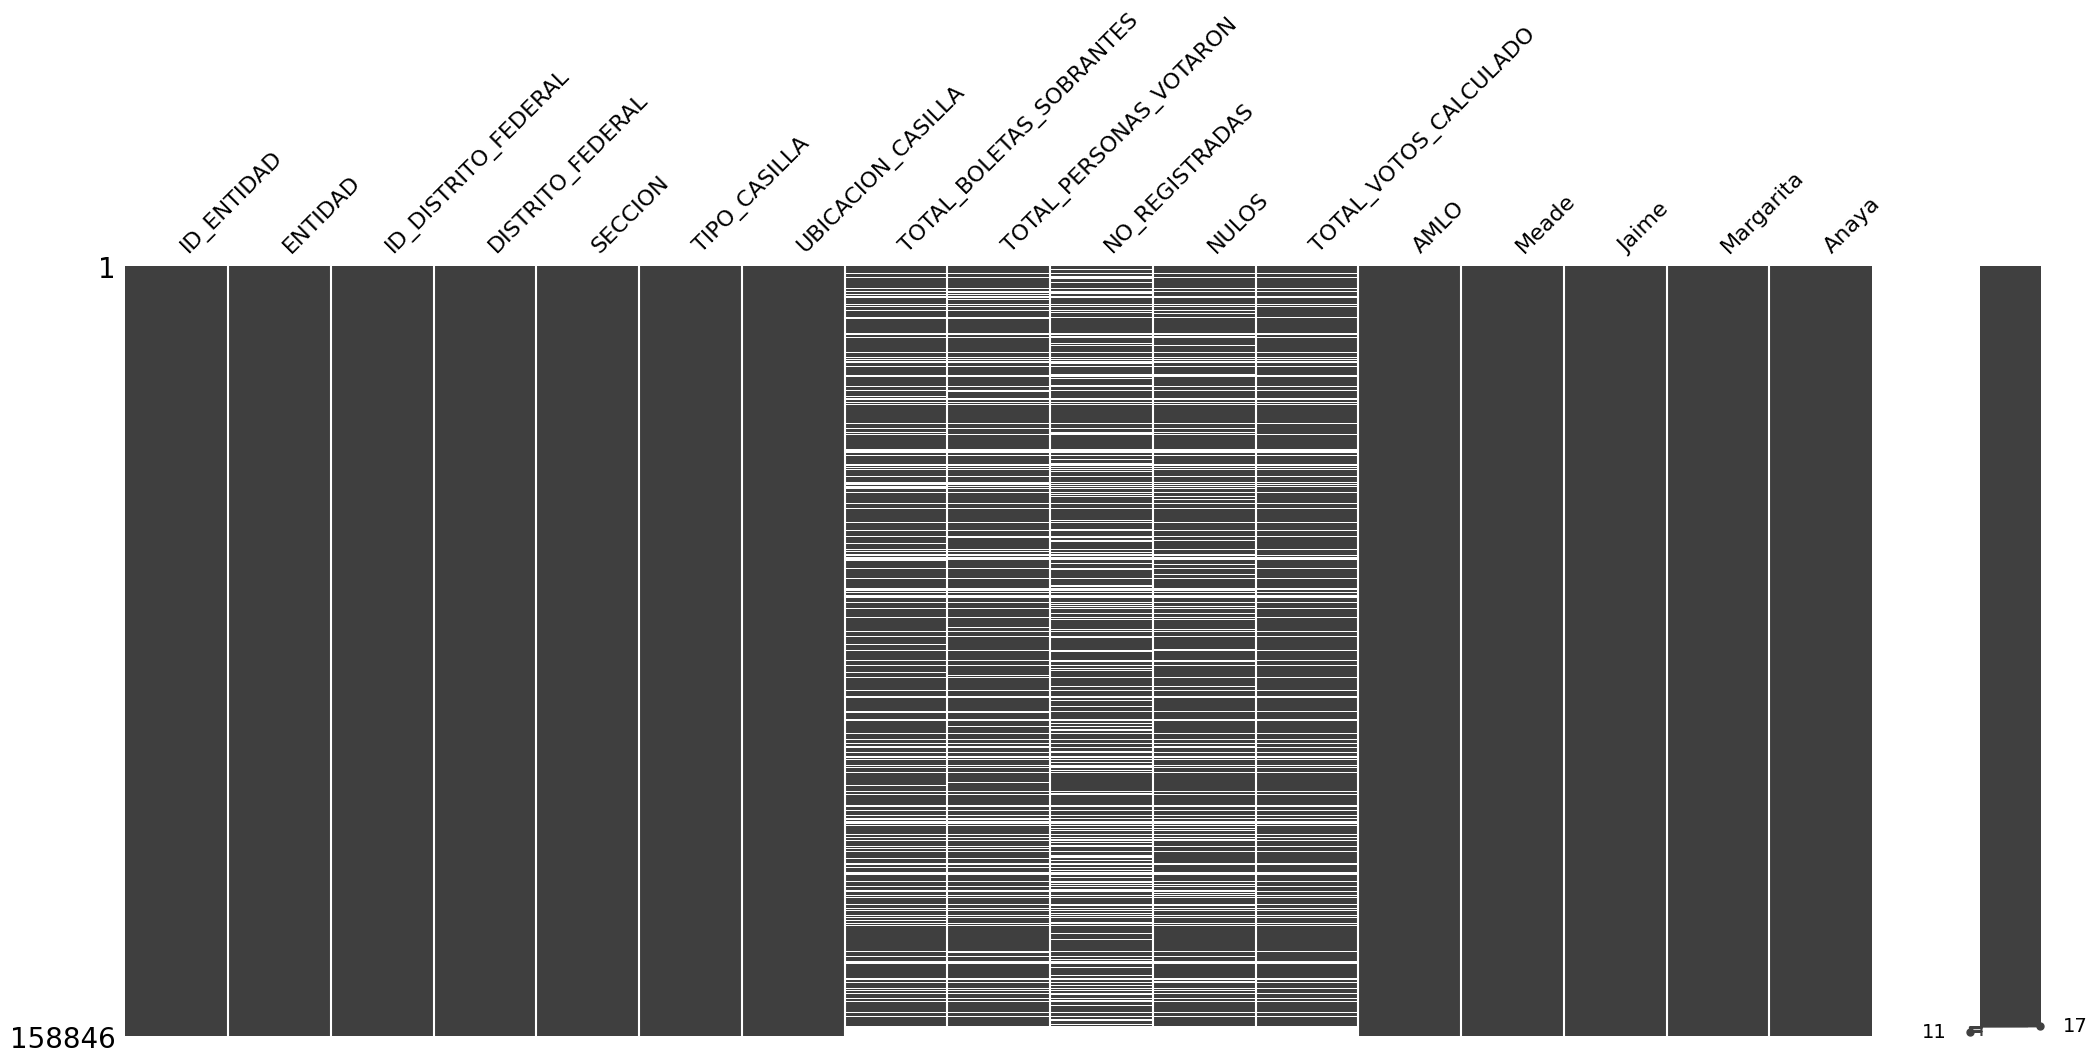 ID_ENTIDAD
ENTIDAD
ID_DISTRITO_FEDERAL
DISTRITO_FEDERAL
SECCION
TIPO_CASILLA
UBICACION_CASILLA
TOTAL_BOLETAS_SOBRANTES
TOTAL_PERSONAS_VOTARON
NO_REGISTRADAS
NULOS
TOTAL_VOTOS_CALCULADO
AMLO
Meade
Jaime
Margarita
Anaya
1
158846
11
17